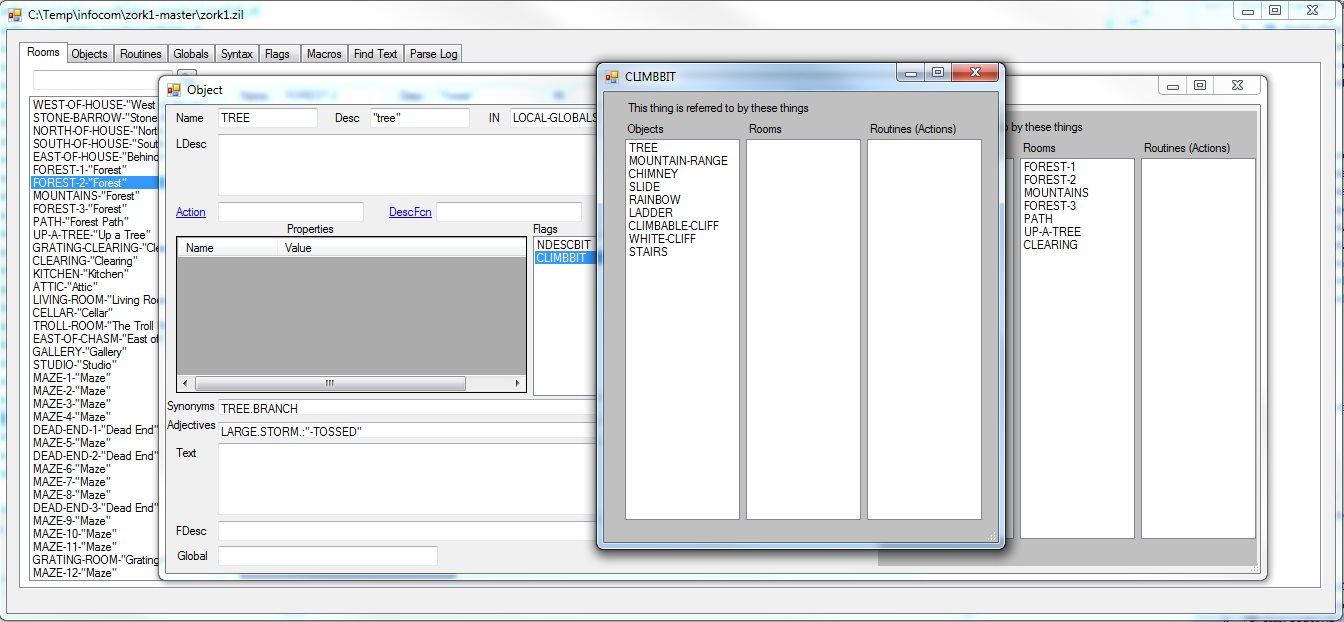 C:\Temp\infocom\zork1-master\zork1.zil
Rooms Objects Routines Globals Syntax Flags Macros Find Text Parse Log
WEST-OF-HOUSE-"West
STONE-BARROW-"Stone
NORTH-OF-HOUSE-"Nort
SOUTH-OF-HOUSE-"Sout
EAST-OF-HOUSE-"Behind
FOREST-1-"Forest"
FOREST-2-"Forest"
MOUNTAINS-"Forest"
FOREST-3-"Forest"
PATH-"Forest Path"
UP-A-TREE-"Up a Tree"
GRATING-CLEARING-"Cle
CLEARING-"Clearing"
KITCHEN-"Kitchen"
ATTIC-"Attic"
LIVING-ROOM-"Living Ro
CELLAR-"Cellar"
TROLL-ROOM-"The Troll
EAST-OF-CHASM-"East of
GALLERY-"Gallery"
STUDIO-"Studio"
MAZE-1-"Maze"
MAZE-2-"Maze"
MAZE-3-"Maze"
MAZE-4-"Maze"
DEAD-END-1-"Dead End"
MAZE-5-"Maze"
DEAD-END-2-"Dead End"
MAZE-6-"Maze"
MAZE-7-"Maze"
MAZE-8-"Maze"
DEAD-END-3-"Dead End"
MAZE-9-"Maze"
MAZE-10-"Maze"
MAZE-11-"Maze"
GRATING-ROOM-"Grating
MAZE-12-"Maze"
Object
Name TREE Desc "tree" IN LOCAL-GLOBALS
LDesc
Action DescFcn
Properties
Name Value
Flags
NDESCBIT
CLIMBBIT
Synonyms TREE.BRANCH
Adjectives LARGE.STORM.:"-TOSSED"
Text
FDesc
Global
CLIMBBIT
This thing is referred to by these things
Objects Rooms Routines (Actions)
TREE
MOUNTAIN-RANGE
CHIMNEY
SLIDE
RAINBOW
LADDER
CLIMBABLE-CLIFF
WHITE-CLIFF
STAIRS
by these things
Rooms Routines (Actions)
FOREST-1
FOREST-2
MOUNTAINS
FOREST-3
PATH
UP-A-TREE
CLEARING